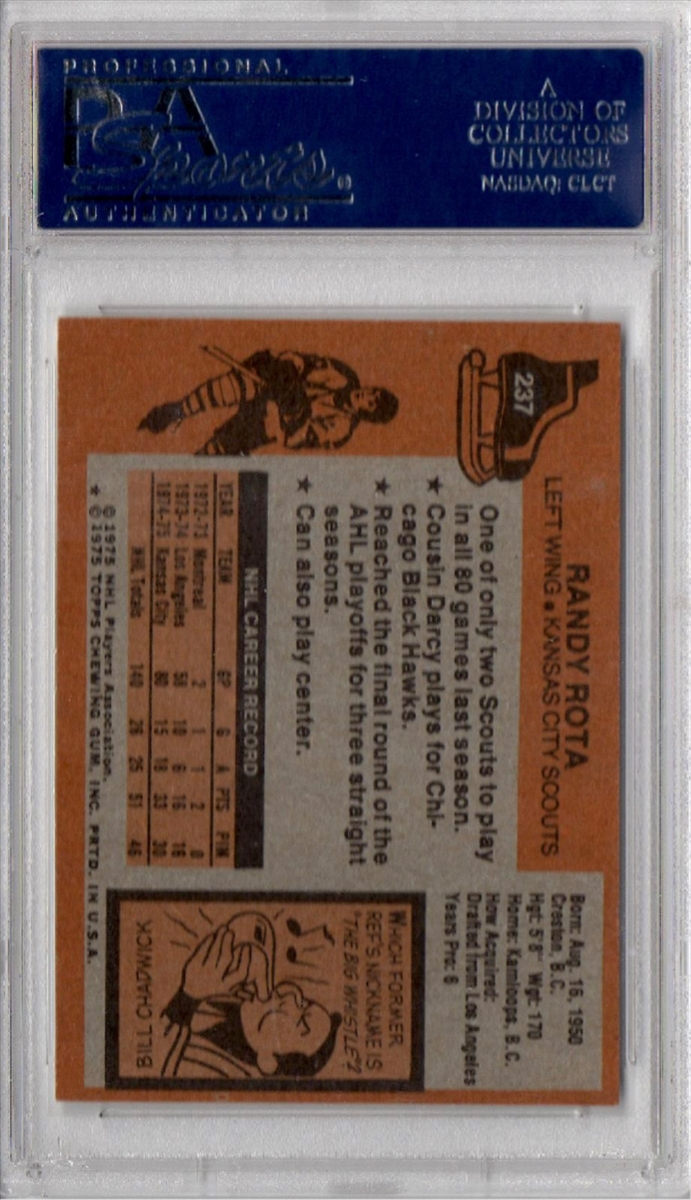 PROFESSIONAL
PSA
Sports®
AUTHENTICATOR
A
DIVISION OF
COLLECTORS
UNIVERSE
NASDAQ: CLCT
237
RANDY ROTA
LEFT WING ● KANSAS CITY SCOUTS
One of only two Scouts to play
in all 80 games last season.
★ Cousin Darcy plays for Chi-
cago Black Hawks.
★ Reached the final round of the
AHL playoffs for three straight
seasons.
★ Can also play center.
NHL CAREER RECORD
YEAR TEAM GP G A PTS PIM
1972-73 Montreal 2 1 1 2 0
1973-74 Los Angeles 58 10 6 16 16
1974-75 Kansas City 80 15 18 33 30
NHL Totals 140 26 25 51 46
© 1975 NHL Players Association.
★ © 1975 TOPPS CHEWING GUM, INC. PRTD. IN U.S.A.
Born: Aug. 16, 1950
Creston, B.C.
Hgt: 5'8" Wgt: 170
Home: Kamloops, B.C.
How Acquired:
Drafted from Los Angeles
Years Pro: 6
WHICH FORMER
REF'S NICKNAME IS
"THE BIG WHISTLE"?
BILL CHADWICK